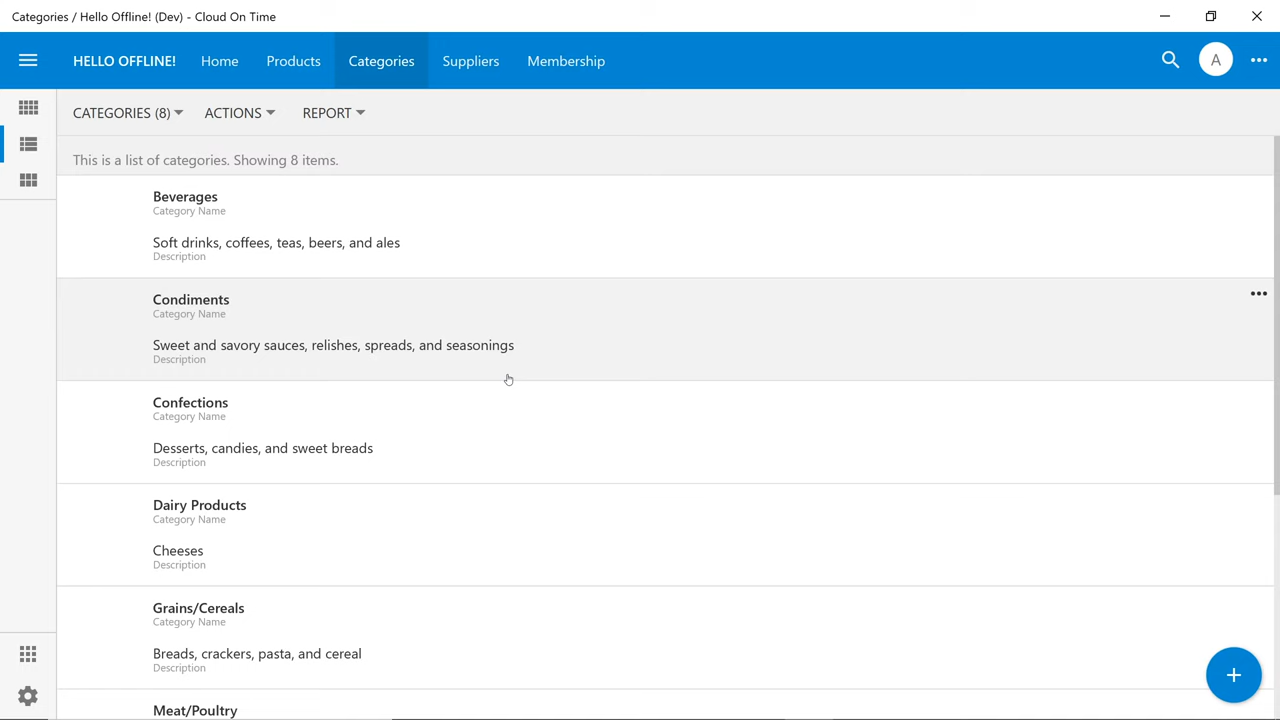 Categories / Hello Offline! (Dev) - Cloud On Time
HELLO OFFLINE! Home Products Categories Suppliers Membership A
CATEGORIES (8) ACTIONS REPORT
This is a list of categories. Showing 8 items.
Beverages
Category Name
Soft drinks, coffees, teas, beers, and ales
Description
Condiments
Category Name
Sweet and savory sauces, relishes, spreads, and seasonings
Description
Confections
Category Name
Desserts, candies, and sweet breads
Description
Dairy Products
Category Name
Cheeses
Description
Grains/Cereals
Category Name
Breads, crackers, pasta, and cereal
Description
Meat/Poultry